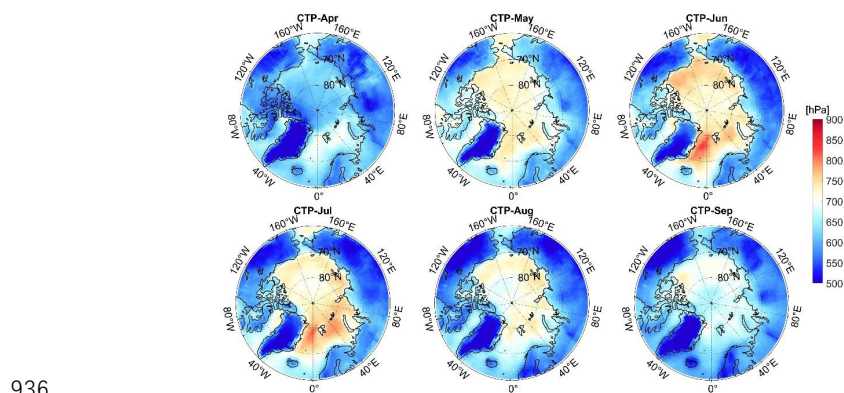 CTP-Apr
160°W 160°E
120°W 120°E
70°N
80°N
80°W 80°E
40°W 40°E
0°
CTP-May
160°W 160°E
120°W 120°E
70°N
80°N
80°W 80°E
40°W 40°E
0°
CTP-Jun
160°W 160°E
120°W 120°E
70°N
80°N
80°W 80°E
40°W 40°E
0°
[hPa]
900
850
800
750
700
650
600
550
500
CTP-Jul
160°W 160°E
120°W 120°E
70°N
80°N
80°W 80°E
40°W 40°E
0°
CTP-Aug
160°W 160°E
120°W 120°E
70°N
80°N
80°W 80°E
40°W 40°E
0°
CTP-Sep
160°W 160°E
120°W 120°E
70°N
80°N
80°W 80°E
40°W 40°E
0°
936